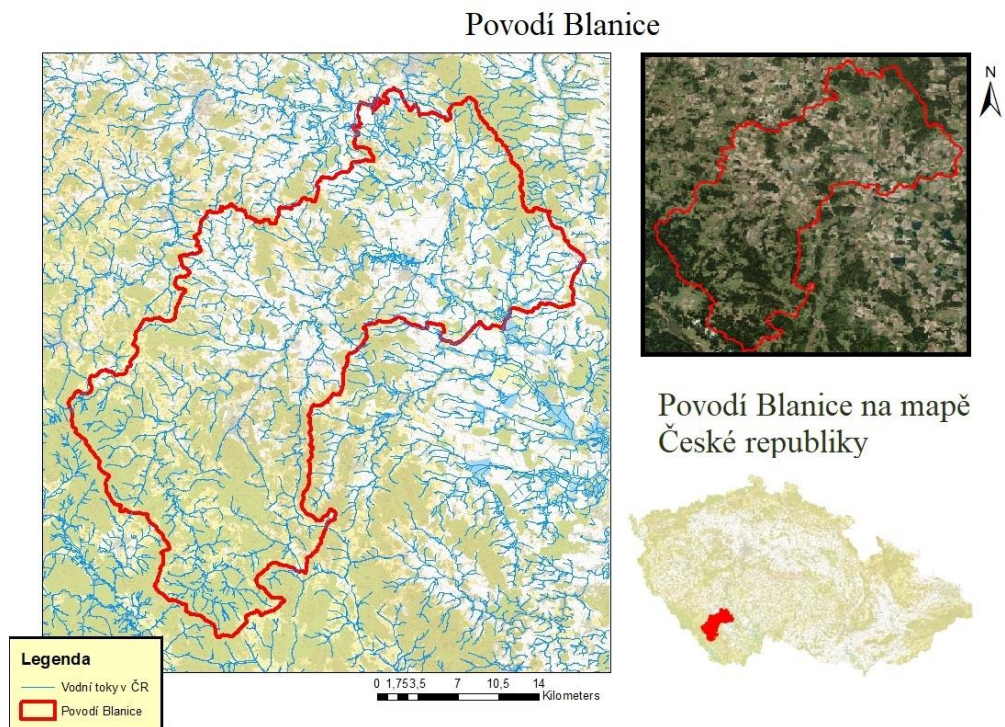 Povodí Blanice
N
Povodí Blanice na mapě
České republiky
Legenda
Vodní toky v ČR
Povodí Blanice
0 1,753,5 7 10,5 14
Kilometers